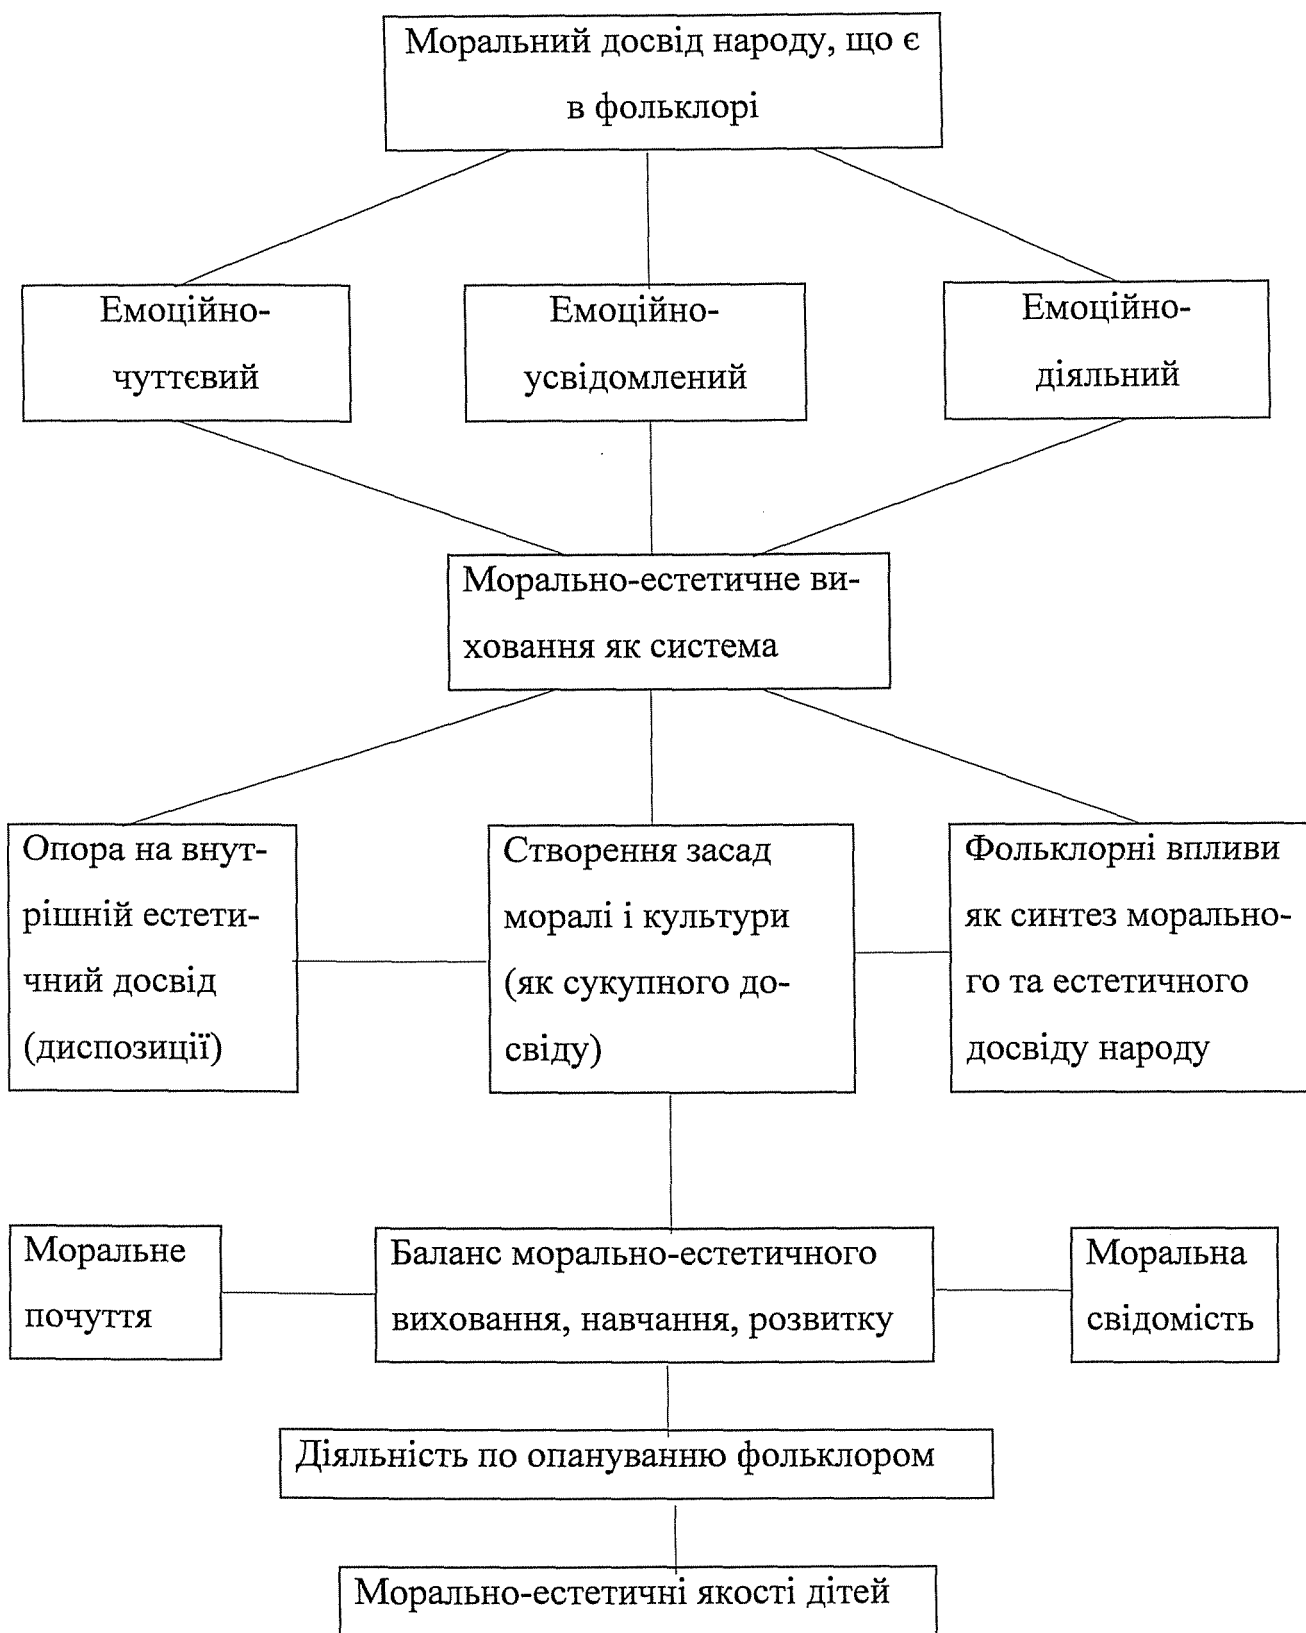 Моральний досвід народу, що є
в фольклорі
Емоційно-
чуттєвий
Емоційно-
усвідомлений
Емоційно-
діяльний
Морально-естетичне ви-
ховання як система
Опора на внут-
рішній естети-
чний досвід
(диспозиції)
Створення засад
моралі і культури
(як сукупного до-
свіду)
Фольклорні впливи
як синтез морально-
го та естетичного
досвіду народу
Моральне
почуття
Баланс морально-естетичного
виховання, навчання, розвитку
Моральна
свідомість
Діяльність по опануванню фольклором
Морально-естетичні якості дітей